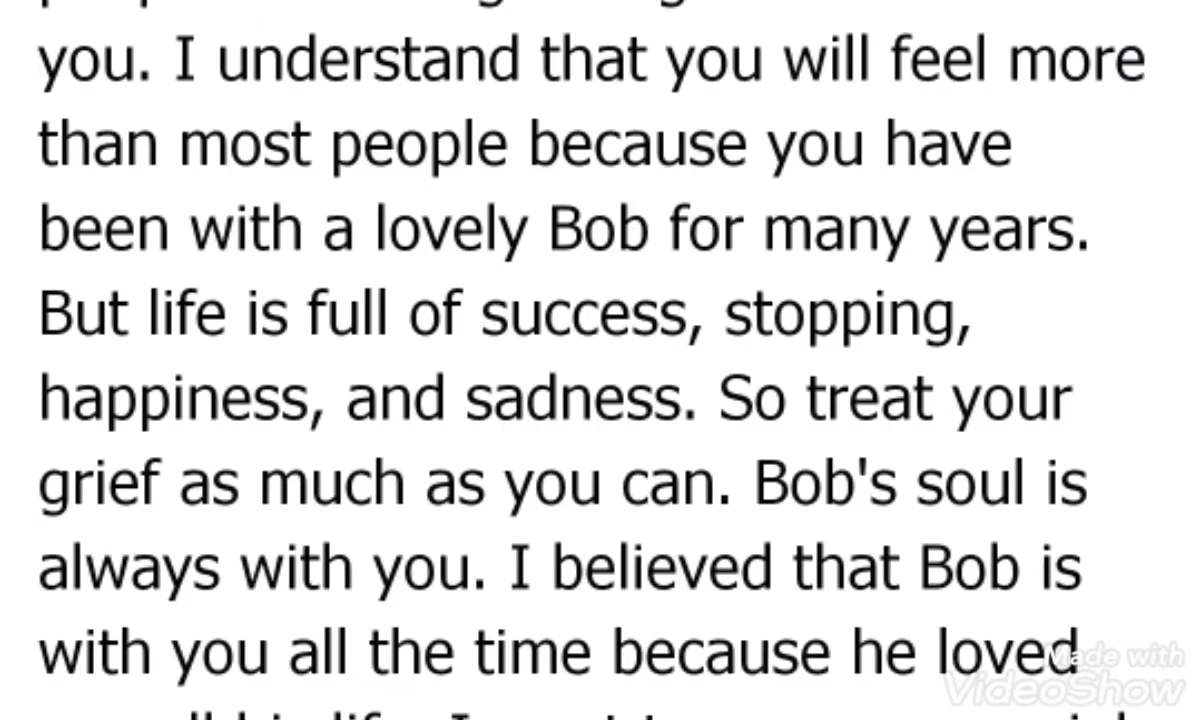 you. I understand that you will feel more
than most people because you have
been with a lovely Bob for many years.
But life is full of success, stopping,
happiness, and sadness. So treat your
grief as much as you can. Bob's soul is
always with you. I believed that Bob is
with you all the time because he loved
Made with
VideoShow